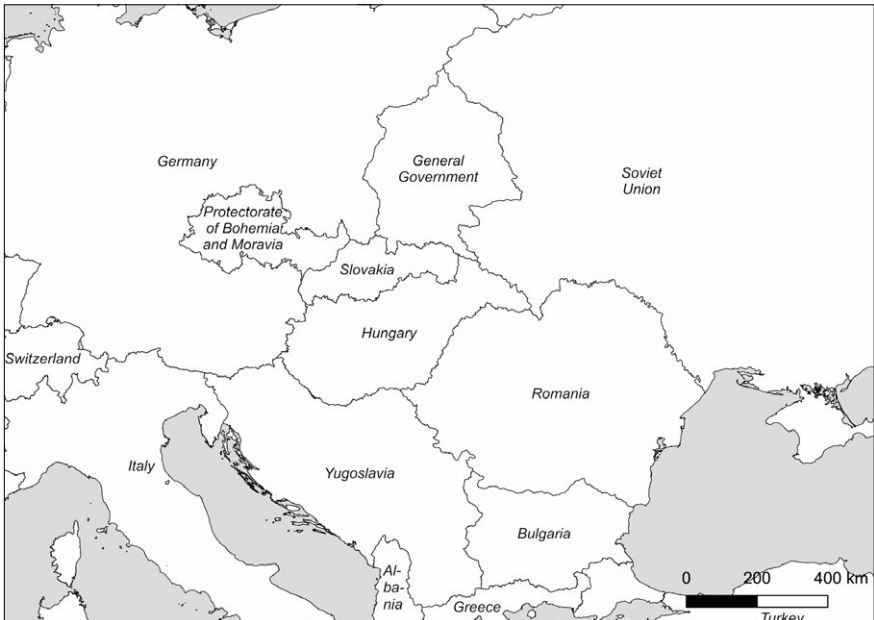 General
Government
Germany
Soviet
Union
Protectorate
of Bohemiat
and Moravia
Slovakia
Hungary
Switzerland
Romania
Italy
Yugoslavia
Bulgaria
Al-
ba-
nia
0 200 400 km
Greece
Turkey